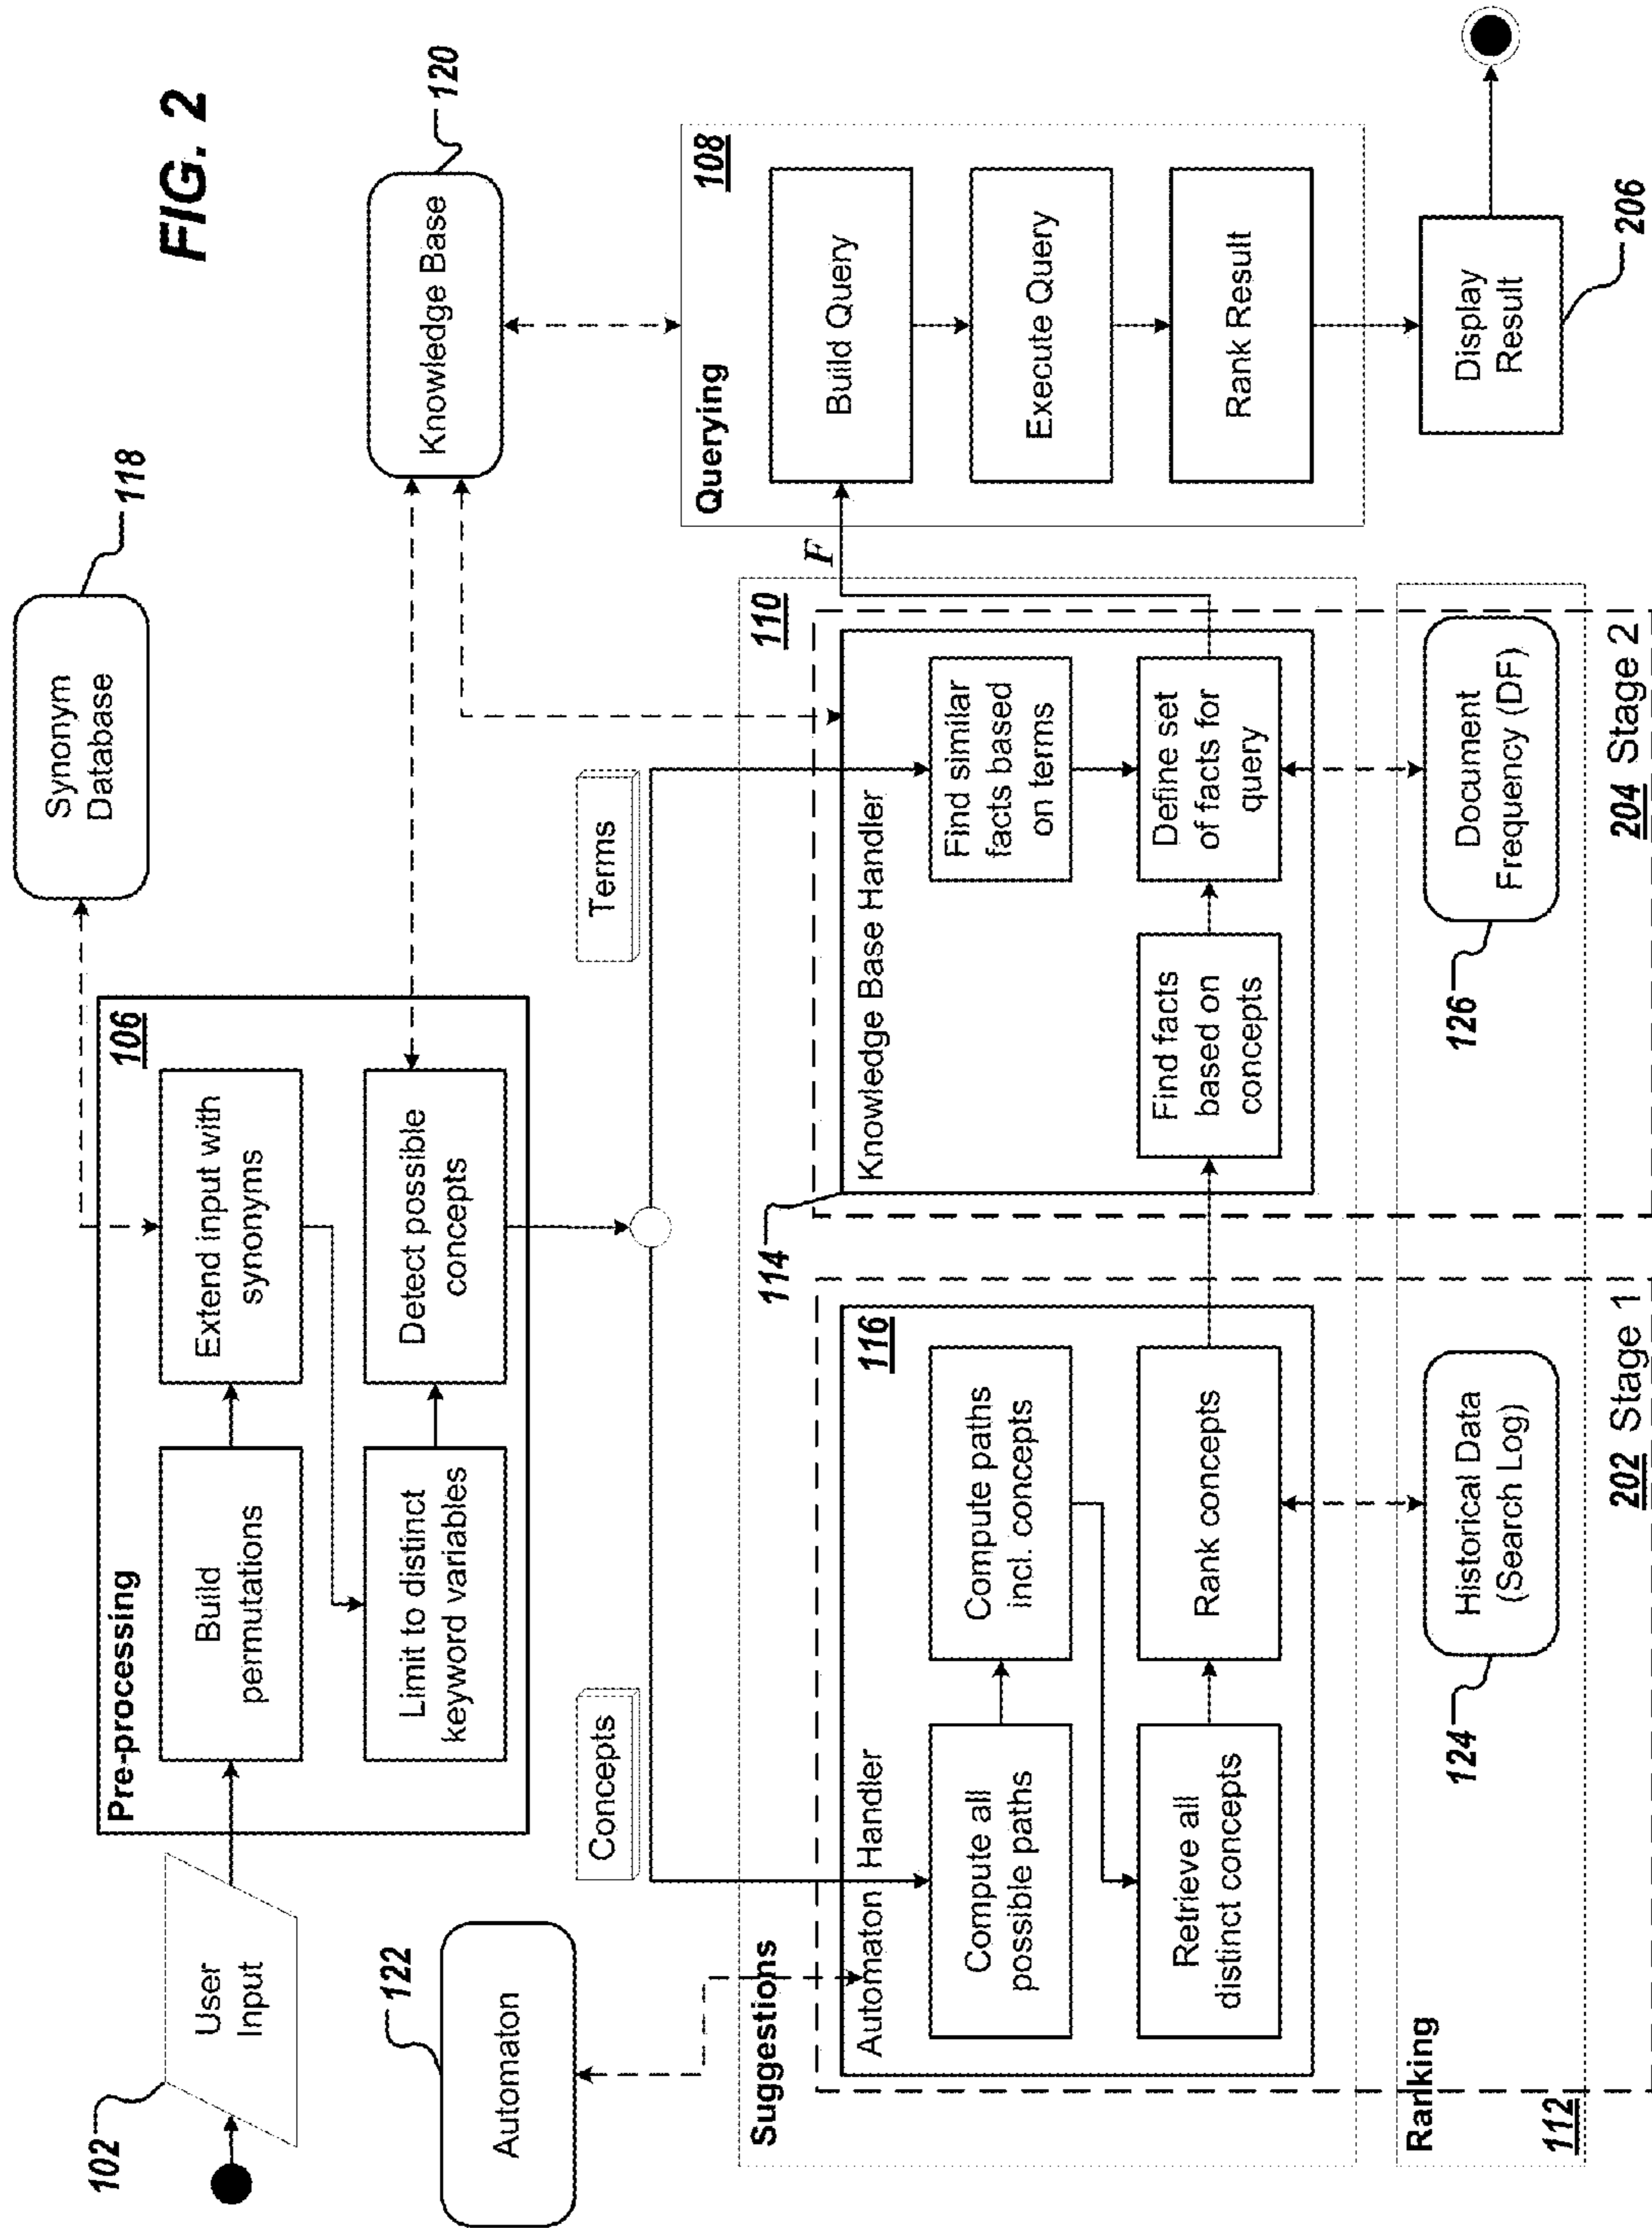 FIG. 2
102
User
Input
Pre-processing
106
Build
permutations
Extend input with
synonyms
Limit to distinct
keyword variables
Detect possible
concepts
Synonym
Database
118
Knowledge Base
120
122
Automaton
Concepts
Terms
Suggestions
110
Automaton Handler
116
Compute all
possible paths
Compute paths
incl. concepts
Retrieve all
distinct concepts
Rank concepts
114
Knowledge Base Handler
Find similar
facts based
on terms
Find facts
based on
concepts
Define set
of facts for
query
F
Querying
108
Build Query
Execute Query
Rank Result
Display
Result
206
Ranking
112
124
Historical Data
(Search Log)
126
Document
Frequency (DF)
202 Stage 1
204 Stage 2